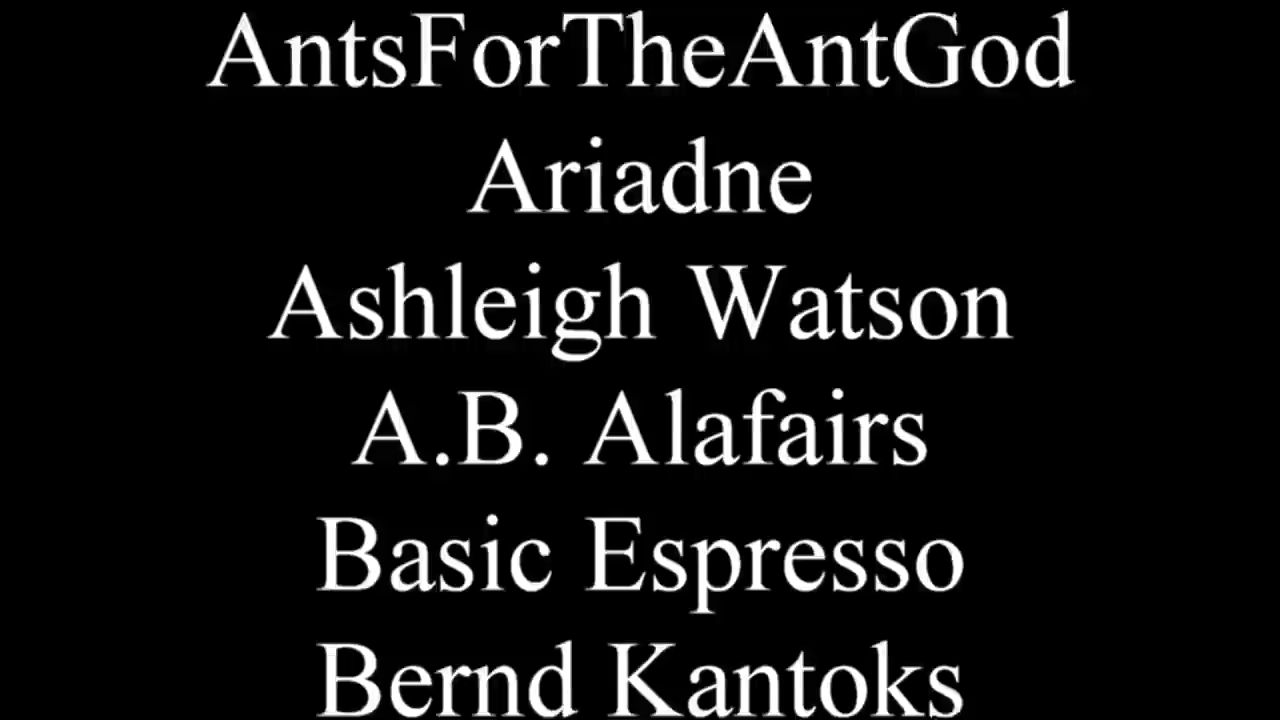 AntsForTheAntGod
Ariadne
Ashleigh Watson
A.B. Alafairs
Basic Espresso
Bernd Kantoks